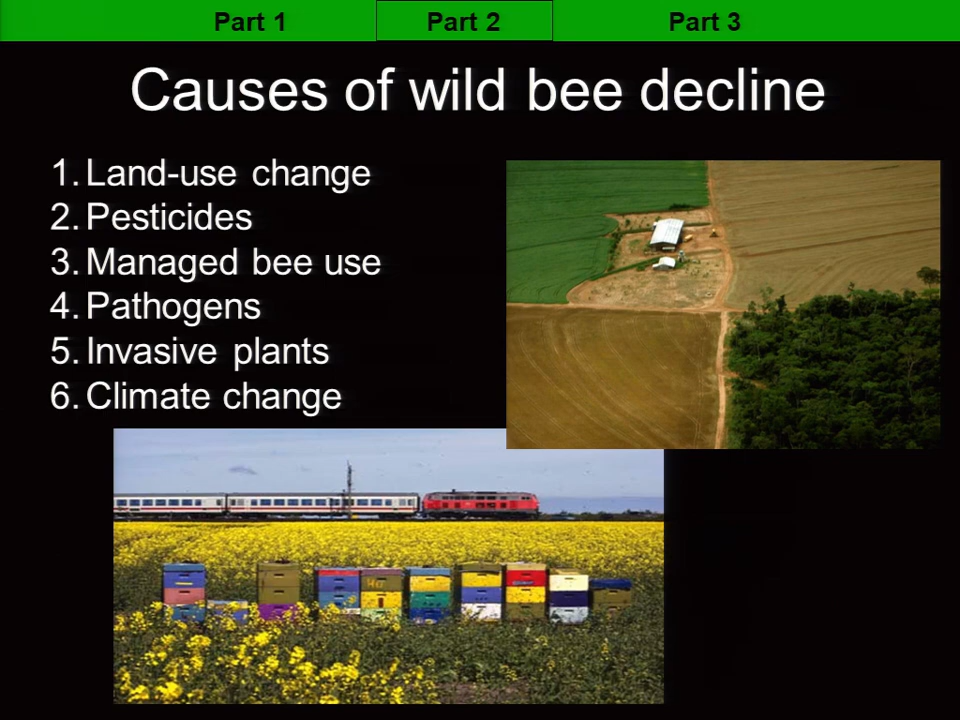 Part 1 Part 2 Part 3
Causes of wild bee decline
1. Land-use change
2. Pesticides
3. Managed bee use
4. Pathogens
5. Invasive plants
6. Climate change